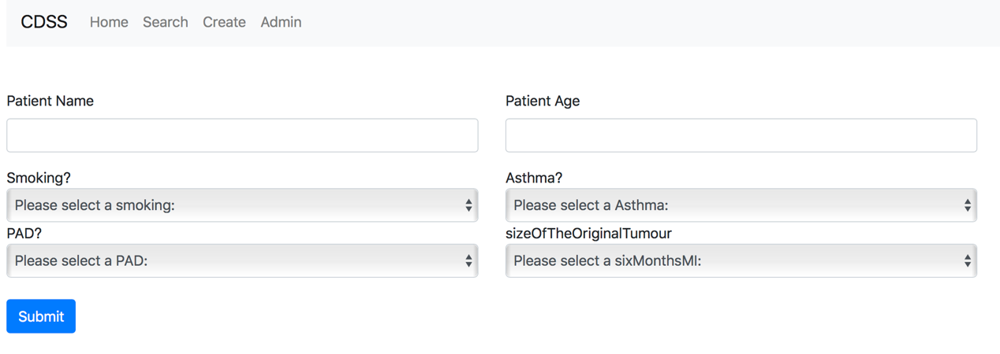 CDSS Home Search Create Admin
Patient Name Patient Age
Smoking? Asthma?
Please select a smoking: Please select a Asthma:
PAD? sizeOfTheOriginalTumour
Please select a PAD: Please select a sixMonthsMI:
Submit